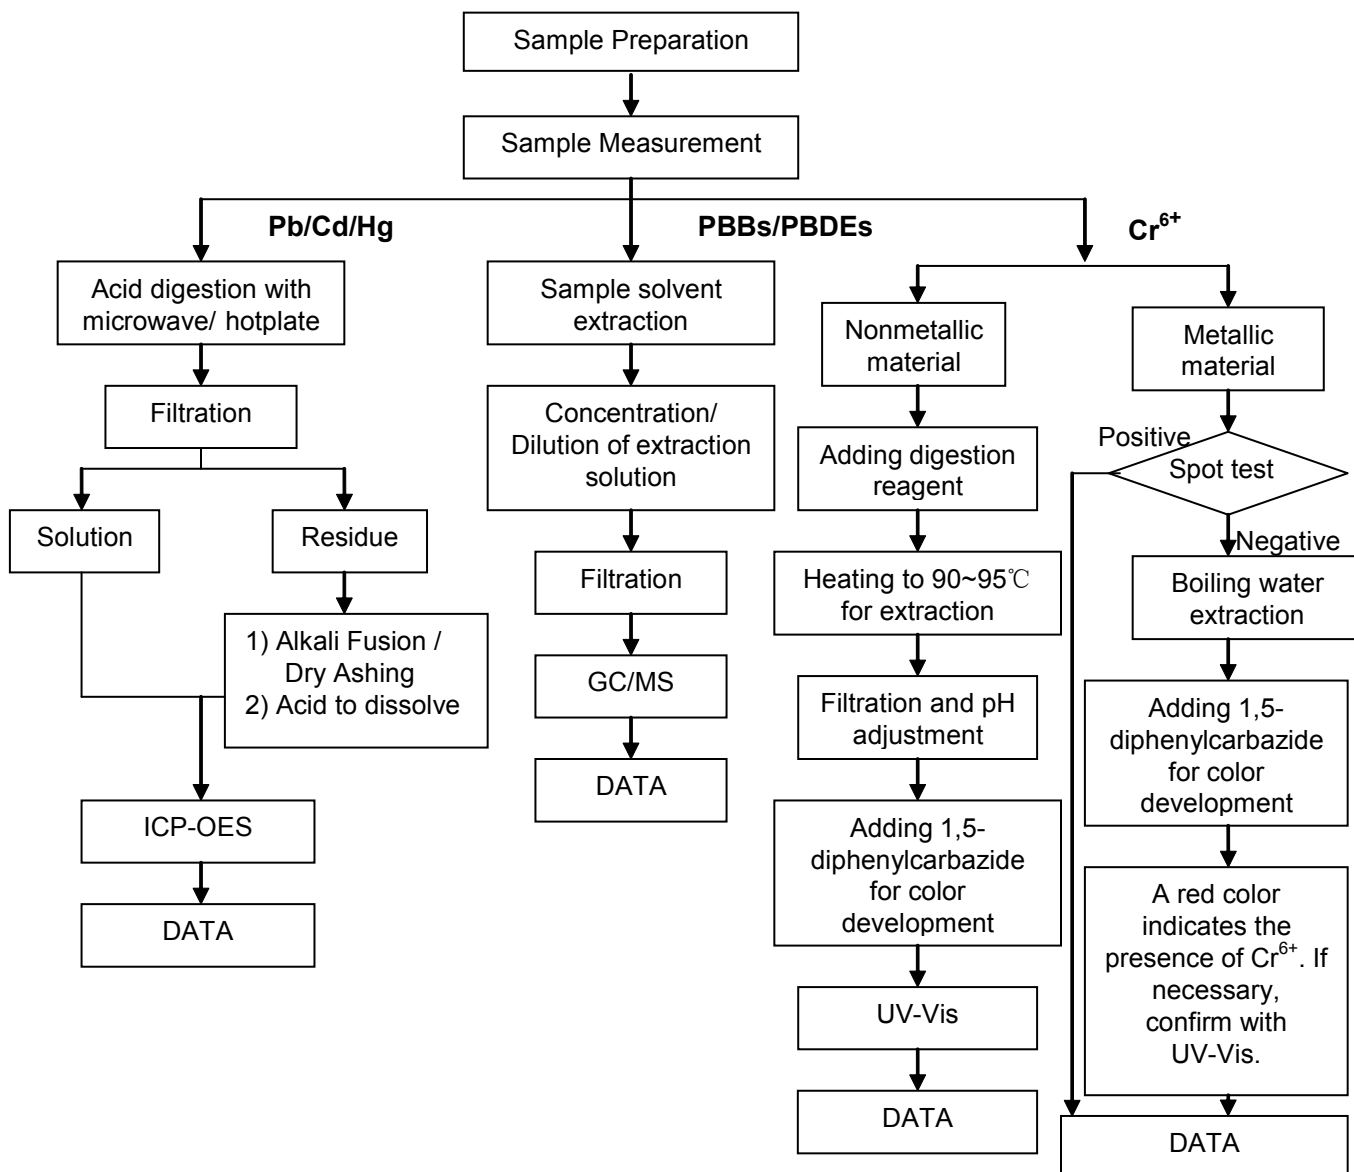 Sample Preparation
Sample Measurement
Pb/Cd/Hg
PBBs/PBDEs
Cr⁶⁺
Acid digestion with
microwave/ hotplate
Filtration
Solution
Residue
1) Alkali Fusion /
Dry Ashing
2) Acid to dissolve
ICP-OES
DATA
Sample solvent
extraction
Concentration/
Dilution of extraction
solution
Filtration
GC/MS
DATA
Nonmetallic
material
Adding digestion
reagent
Heating to 90~95℃
for extraction
Filtration and pH
adjustment
Adding 1,5-
diphenylcarbazide
for color
development
UV-Vis
DATA
Metallic
material
Positive
Spot test
Negative
Boiling water
extraction
Adding 1,5-
diphenylcarbazide
for color
development
A red color
indicates the
presence of Cr⁶⁺. If
necessary,
confirm with
UV-Vis.
DATA